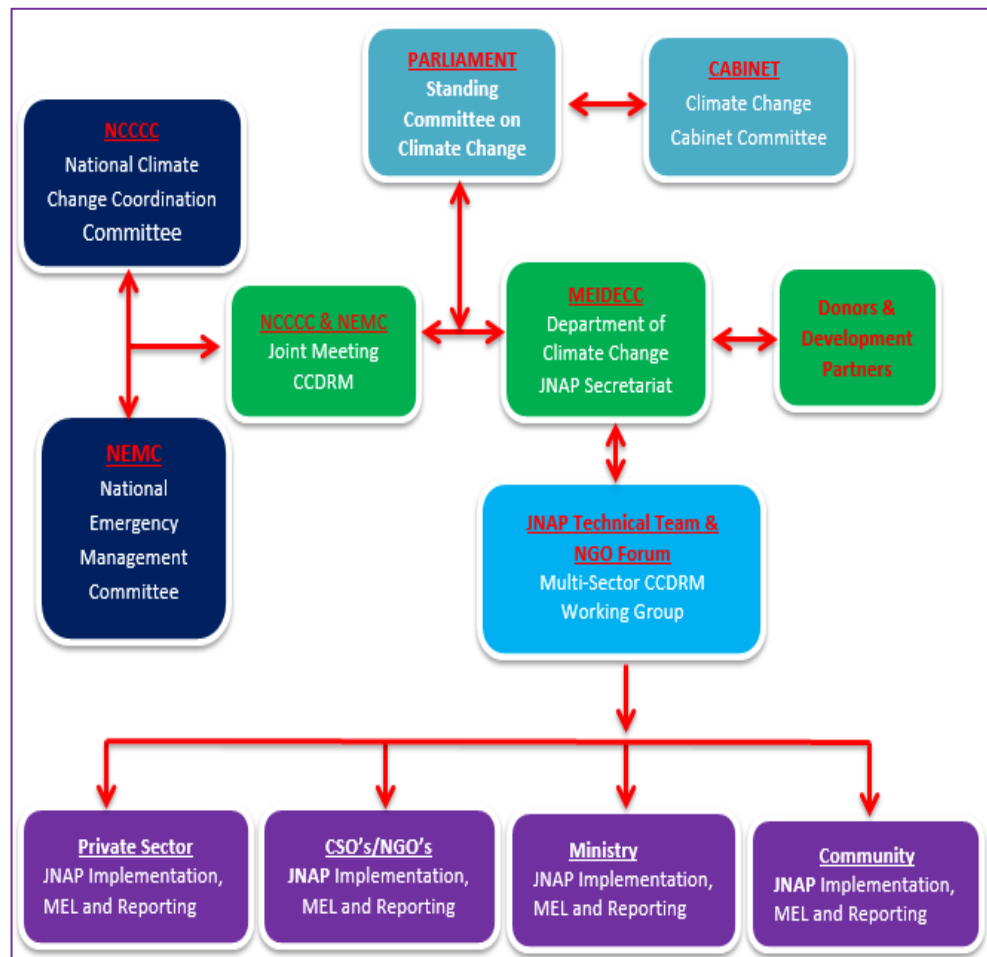 PARLIAMENT
Standing
Committee on
Climate Change
CABINET
Climate Change
Cabinet Committee
NCCCC
National Climate
Change Coordination
Committee
NCCCC & NEMC
Joint Meeting
CCDRM
MEIDECC
Department of
Climate Change
JNAP Secretariat
Donors &
Development
Partners
NEMC
National
Emergency
Management
Committee
JNAP Technical Team &
NGO Forum
Multi-Sector CCDRM
Working Group
Private Sector
JNAP Implementation,
MEL and Reporting
CSO's/NGO's
JNAP Implementation,
MEL and Reporting
Ministry
JNAP Implementation,
MEL and Reporting
Community
JNAP Implementation,
MEL and Reporting